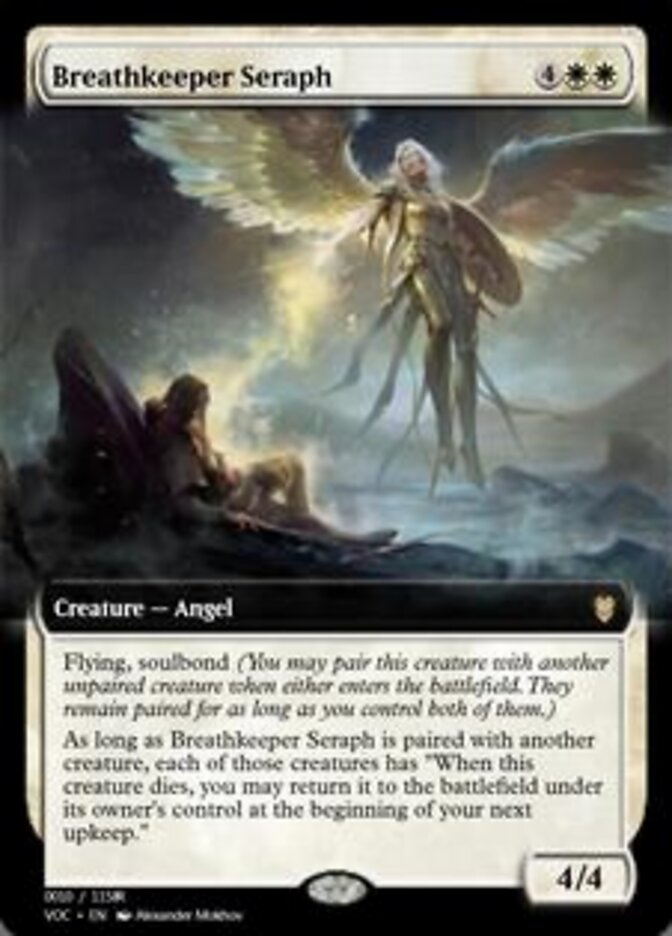 Breathkeeper Seraph 4
Creature — Angel
Flying, soulbond (You may pair this creature with another
unpaired creature when either enters the battlefield. They
remain paired for as long as you control both of them.)
As long as Breathkeeper Seraph is paired with another
creature, each of those creatures has "When this
creature dies, you may return it to the battlefield under
its owner's control at the beginning of your next
upkeep."
4/4
VOC • EN Alexander Mokhov